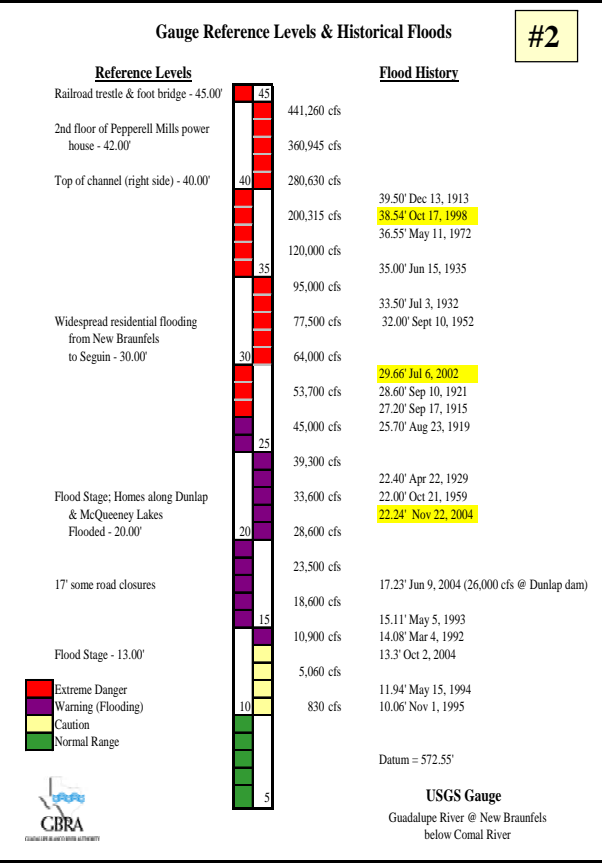 Gauge Reference Levels & Historical Floods
#2
Reference Levels
Flood History
Railroad trestle & foot bridge - 45.00'
45
441,260 cfs
2nd floor of Pepperell Mills power
house - 42.00'
360,945 cfs
Top of channel (right side) - 40.00'
40
280,630 cfs
39.50' Dec 13, 1913
200,315 cfs
38.54' Oct 17, 1998
36.55' May 11, 1972
120,000 cfs
35
35.00' Jun 15, 1935
95,000 cfs
33.50' Jul 3, 1932
Widespread residential flooding
77,500 cfs
32.00' Sept 10, 1952
from New Braunfels
to Seguin - 30.00'
30
64,000 cfs
29.66' Jul 6, 2002
53,700 cfs
28.60' Sep 10, 1921
27.20' Sep 17, 1915
45,000 cfs
25.70' Aug 23, 1919
25
39,300 cfs
22.40' Apr 22, 1929
Flood Stage; Homes along Dunlap
33,600 cfs
22.00' Oct 21, 1959
& McQueeney Lakes
22.24' Nov 22, 2004
Flooded - 20.00'
20
28,600 cfs
23,500 cfs
17' some road closures
17.23' Jun 9, 2004 (26,000 cfs @ Dunlap dam)
18,600 cfs
15
15.11' May 5, 1993
10,900 cfs
14.08' Mar 4, 1992
Flood Stage - 13.00'
13.3' Oct 2, 2004
5,060 cfs
Extreme Danger
11.94' May 15, 1994
Warning (Flooding)
10
830 cfs
10.06' Nov 1, 1995
Caution
Normal Range
Datum = 572.55'
5
USGS Gauge
Guadalupe River @ New Braunfels
below Comal River
GBRA
GUADALUPE-BLANCO RIVER AUTHORITY